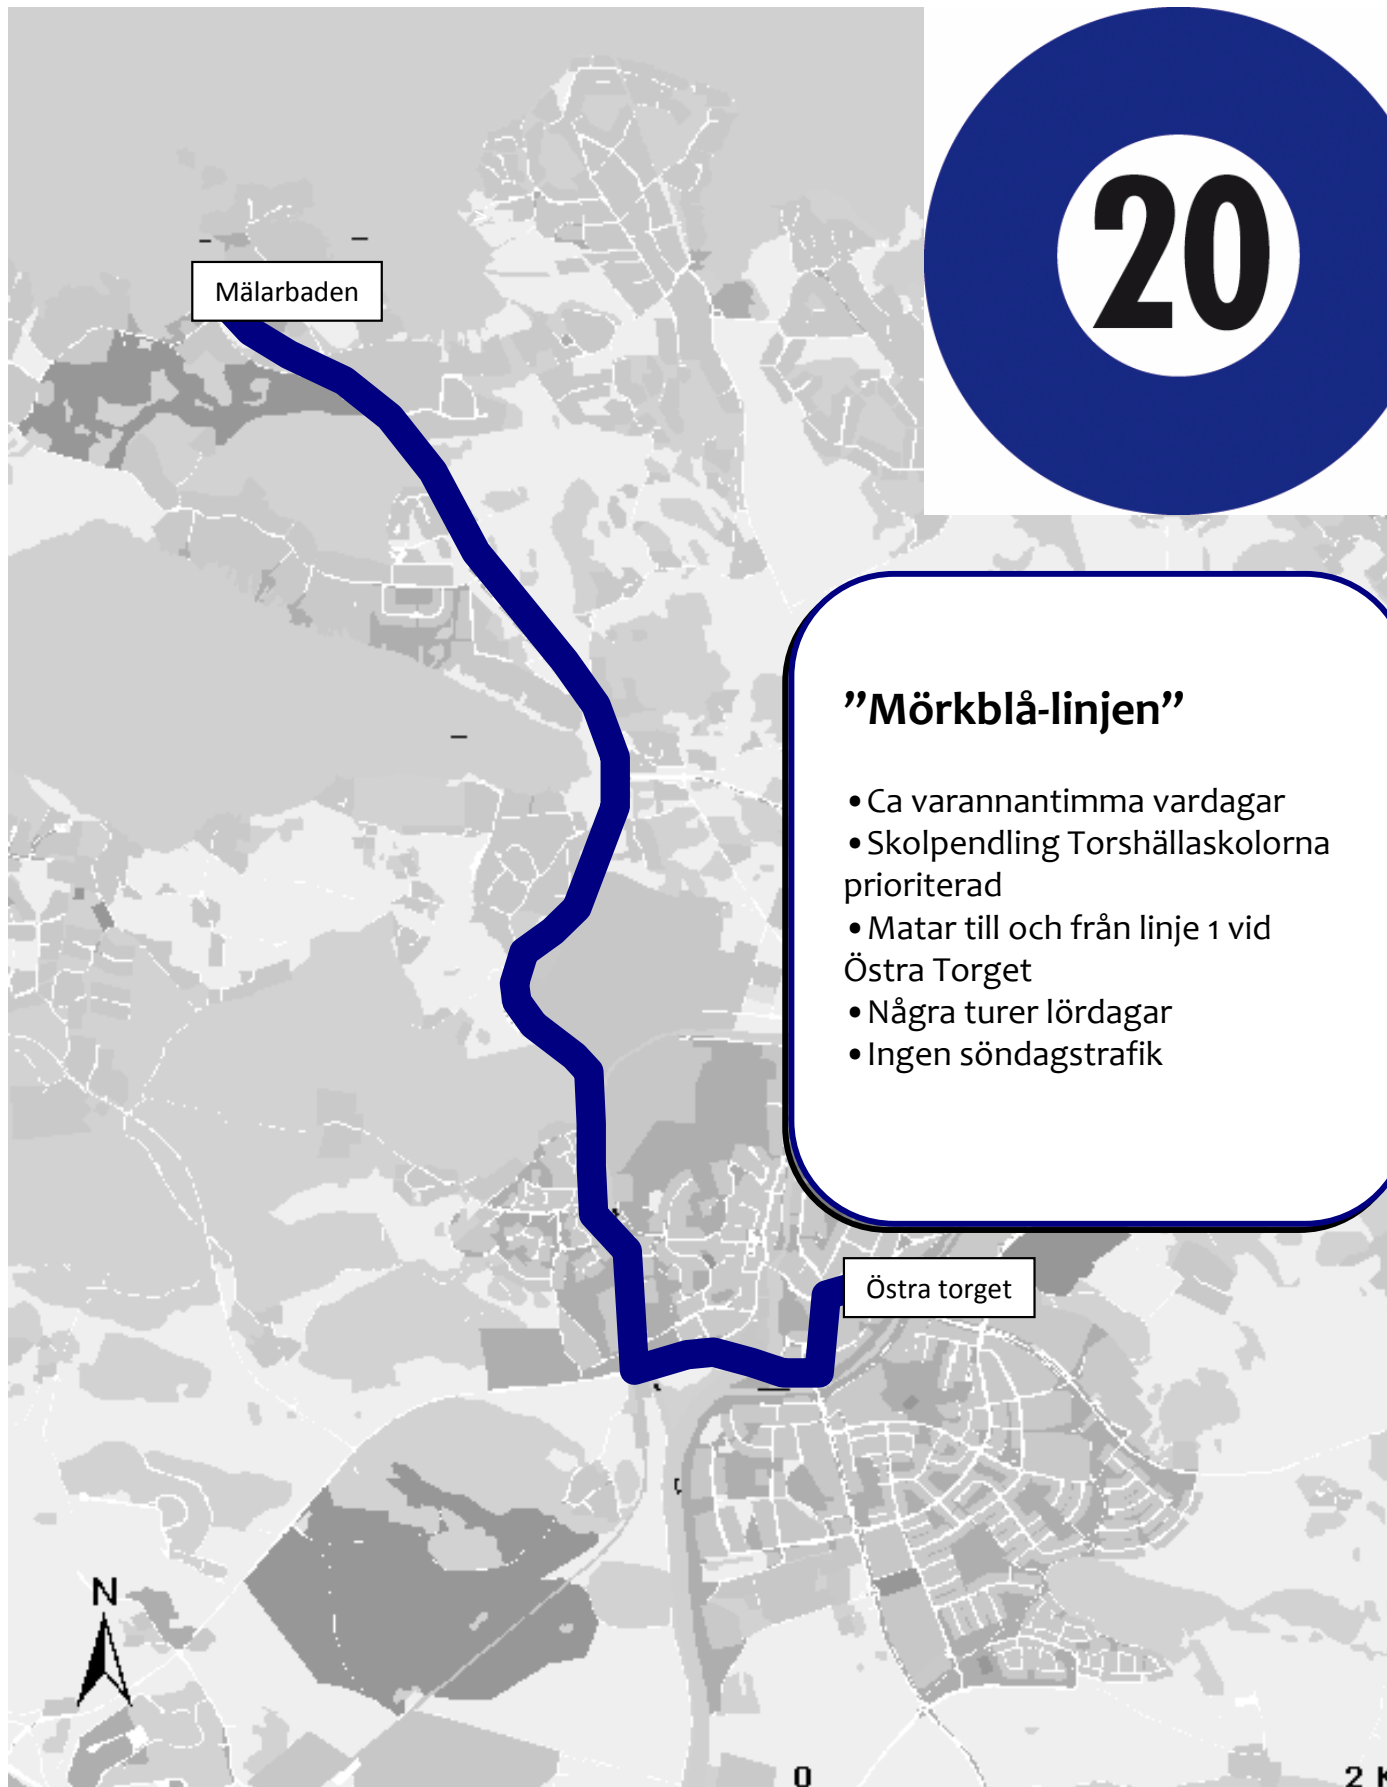 20
Mälarbaden
”Mörkblå-linjen”
•Ca varannantimma vardagar
•Skolpendling Torshällaskolorna
prioriterad
•Matar till och från linje 1 vid
Östra Torget
•Några turer lördagar
•Ingen söndagstrafik
Östra torget
N
0
2 K